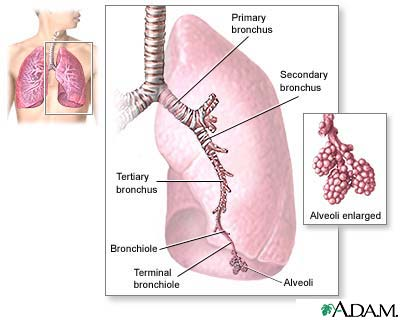 Primary
bronchus
Secondary
bronchus
Tertiary
bronchus
Alveoli enlarged
Bronchiole
Terminal
bronchiole
Alveoli
A.D.A.M.